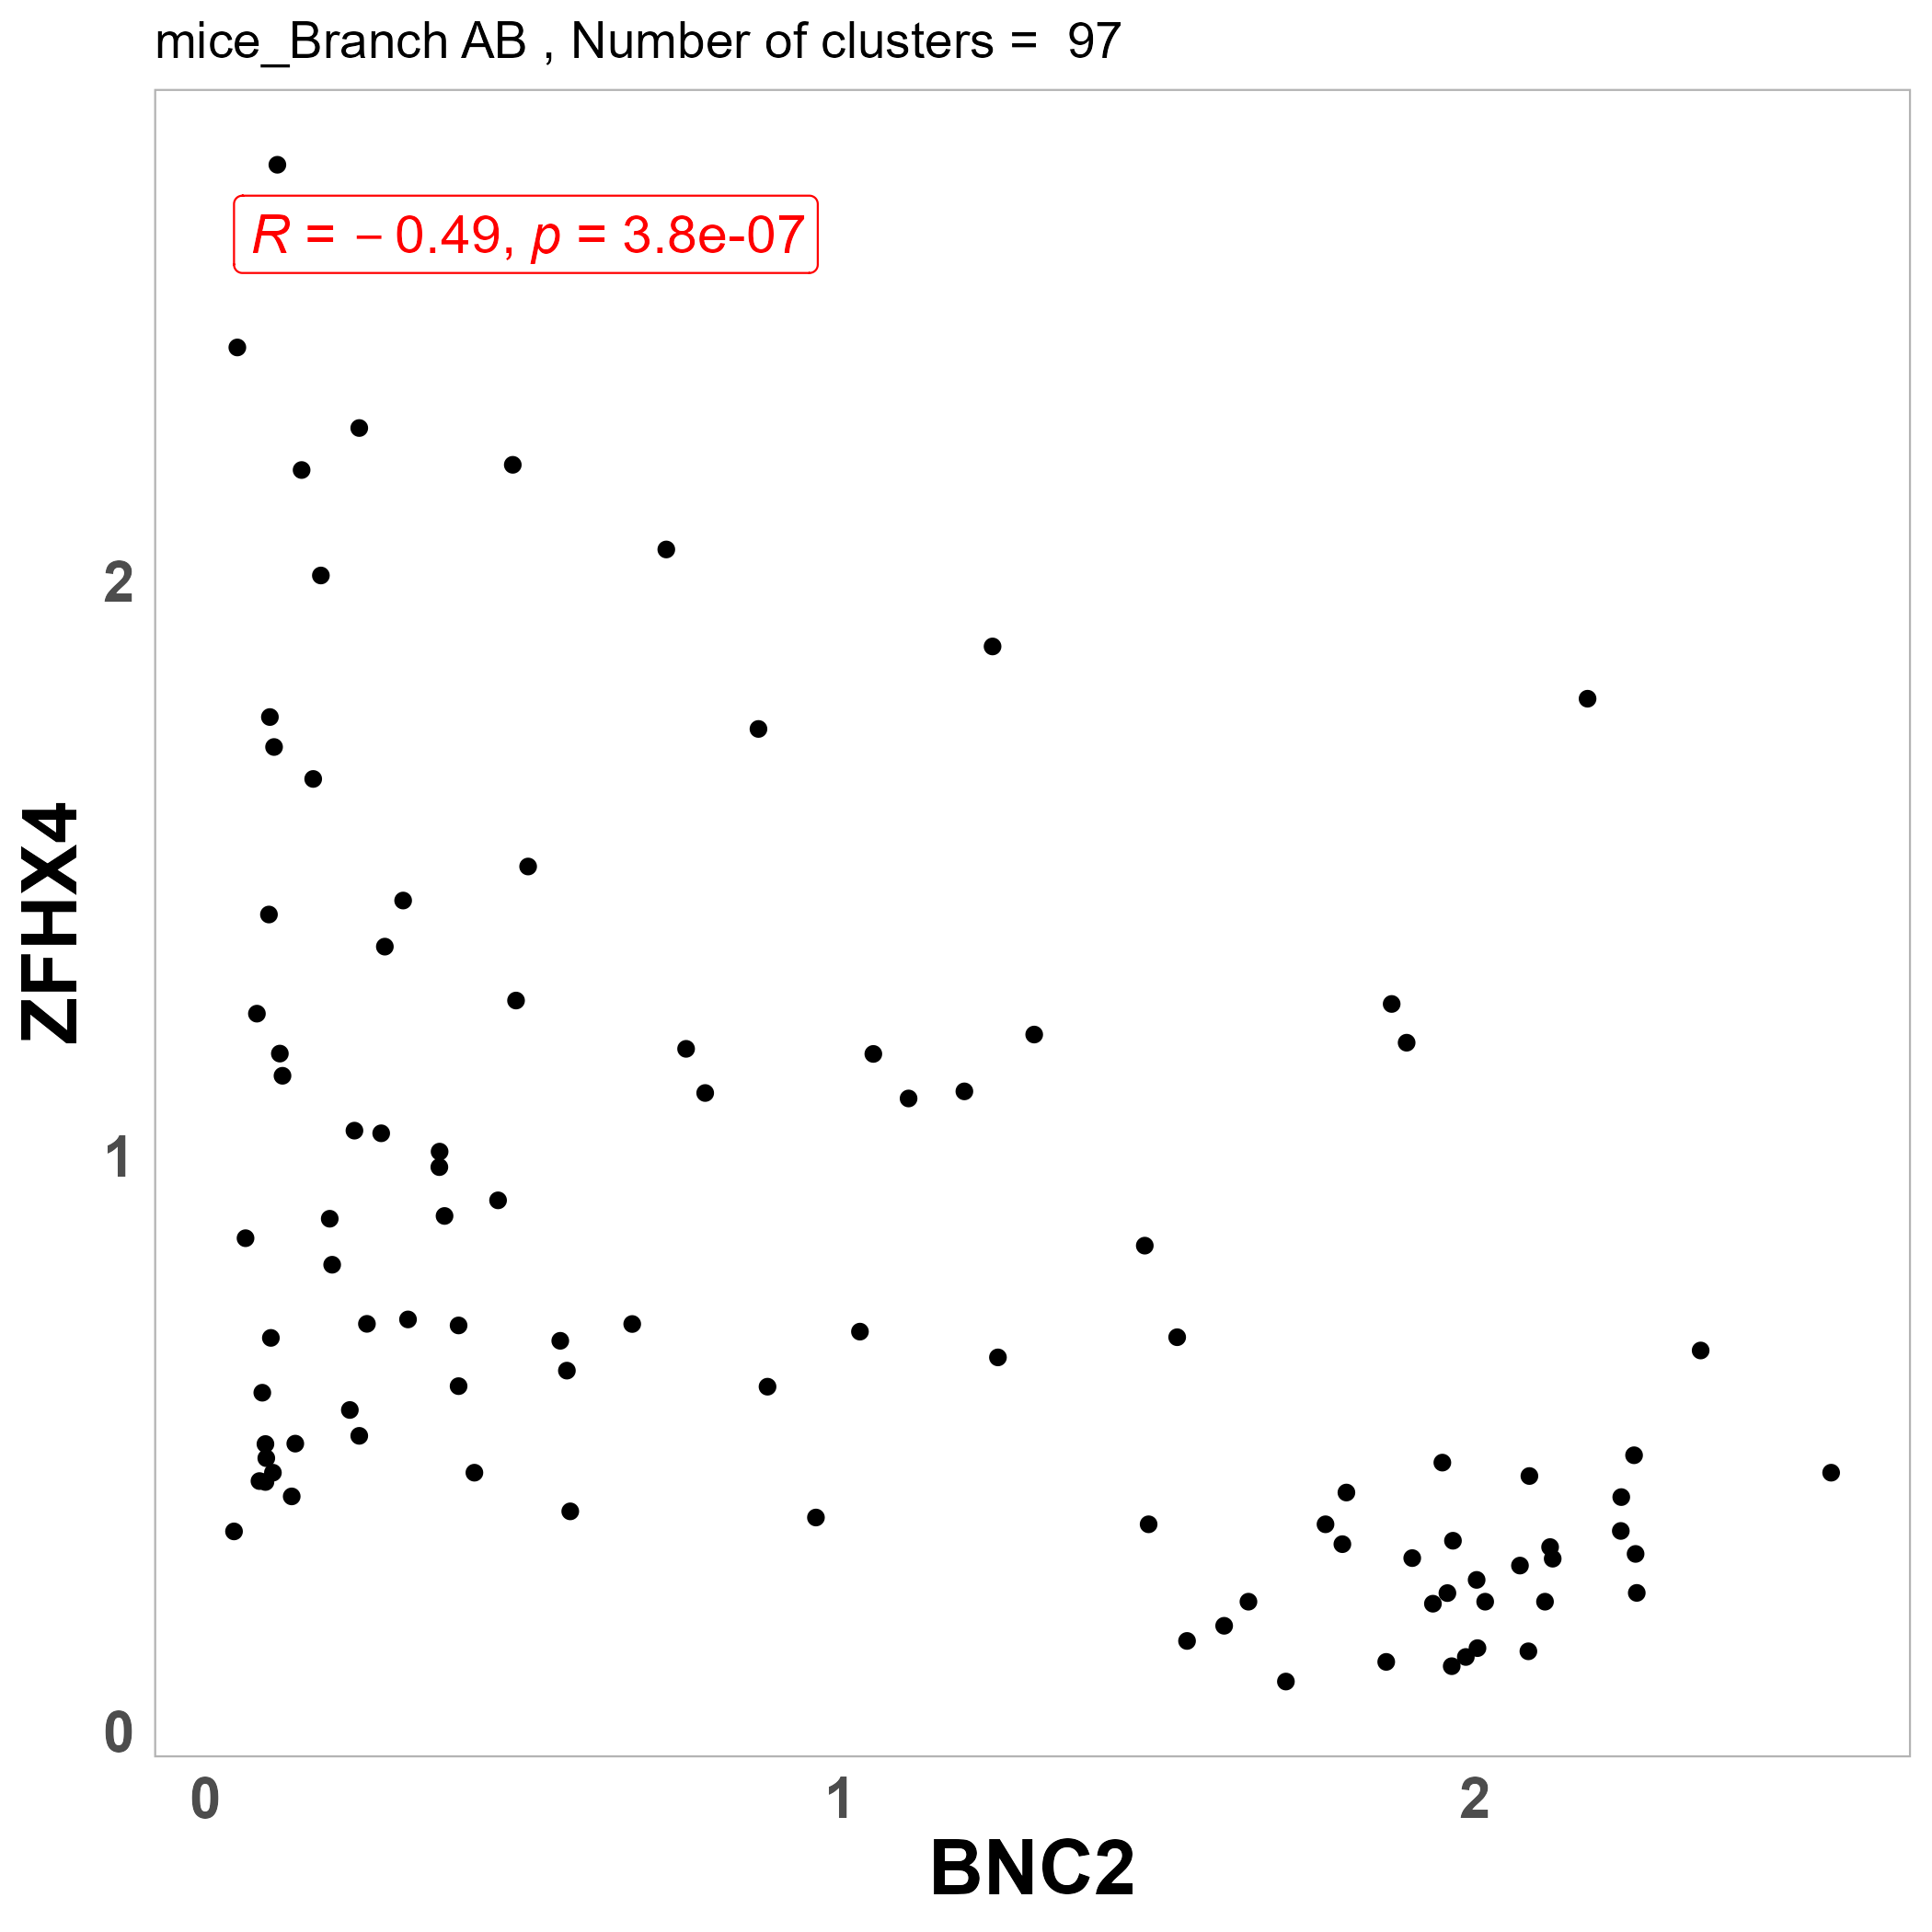 mice_Branch AB , Number of clusters =  97
R = − 0.49, p = 3.8e-07
ZFHX4
2
1
0
0 1 2
BNC2